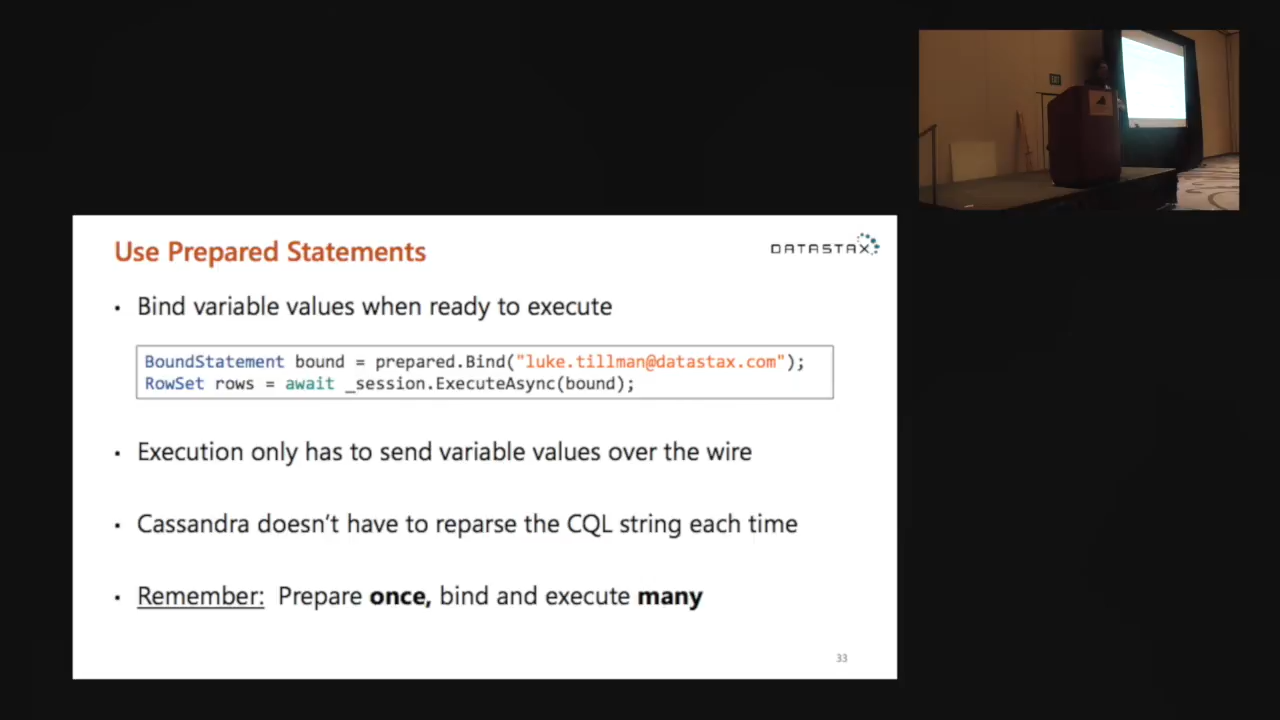 Use Prepared Statements
DATASTAX
• Bind variable values when ready to execute
BoundStatement bound = prepared.Bind("luke.tillman@datastax.com");
RowSet rows = await _session.ExecuteAsync(bound);
• Execution only has to send variable values over the wire
• Cassandra doesn’t have to reparse the CQL string each time
• Remember: Prepare once, bind and execute many
33